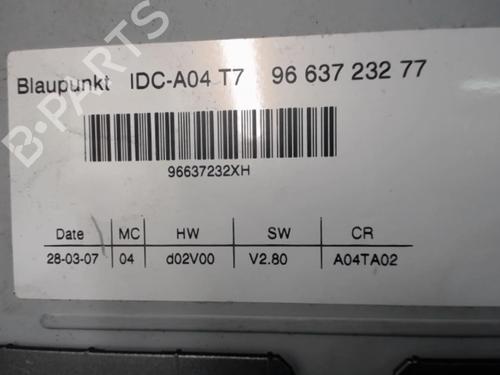 Blaupunkt IDC-A04 T7 96 637 232 77
96637232XH
Date MC HW SW CR
28-03-07 04 d02V00 V2.80 A04TA02